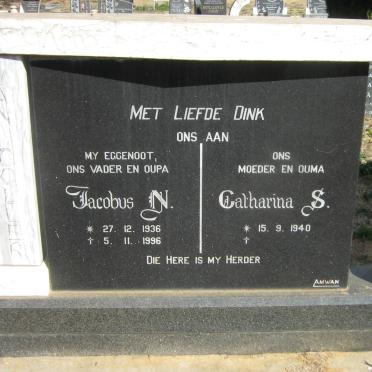 MET LIEFDE DINK
ONS AAN
MY EGGENOOT,
ONS VADER EN OUPA
Jacobus N.
* 27. 12. 1936
† 5. 11. 1996
ONS
MOEDER EN OUMA
Catharina S.
* 15. 9. 1940
†
DIE HERE IS MY HERDER
AMWAN